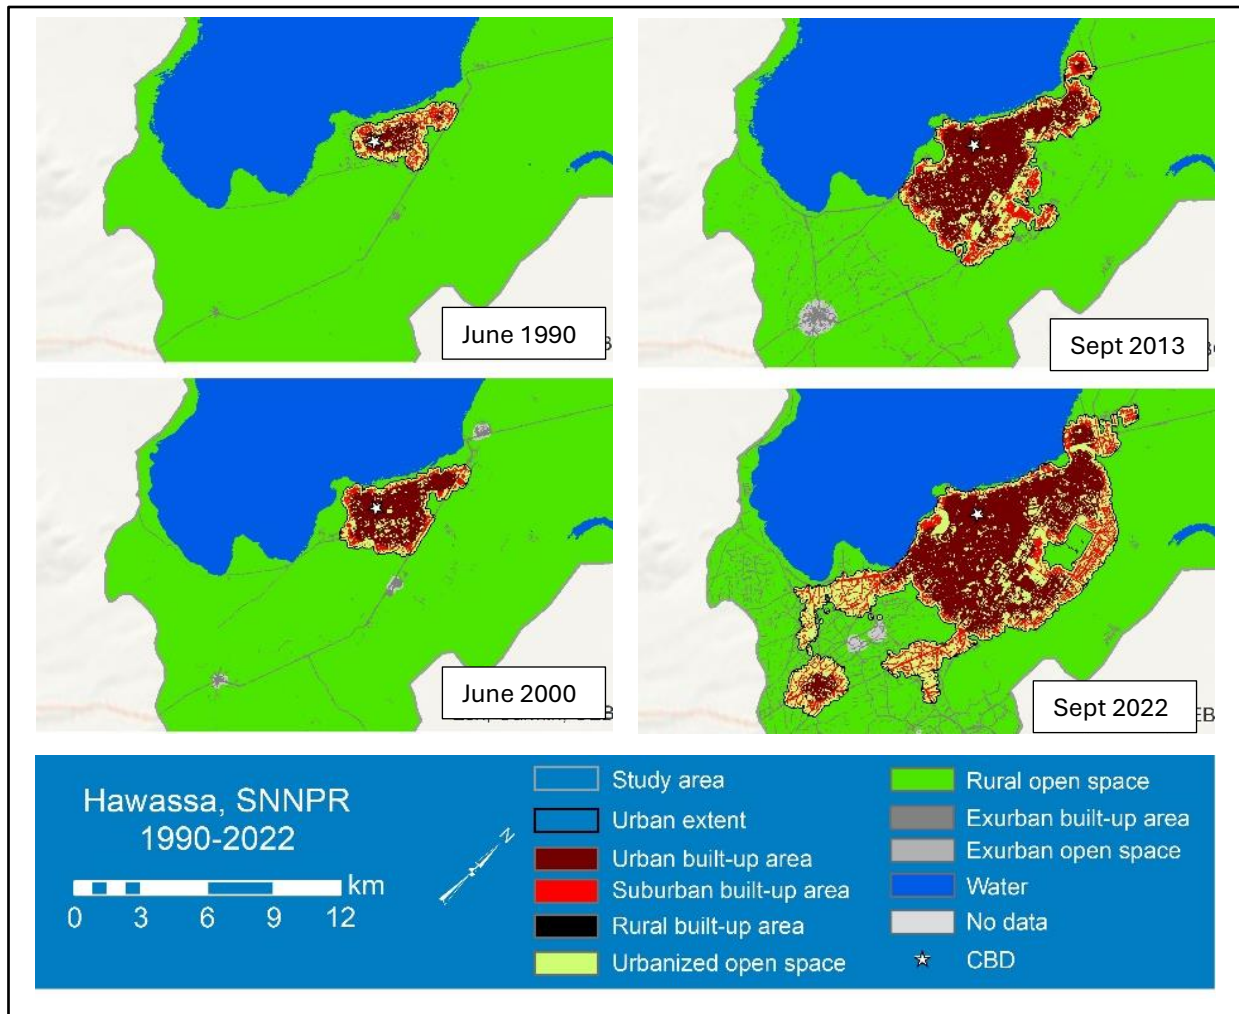 June 1990
B
Sept 2013
June 2000
Sept 2022
EB
Hawassa, SNNPR
1990-2022
km
0 3 6 9 12
N
Study area
Urban extent
Urban built-up area
Suburban built-up area
Rural built-up area
Urbanized open space
Rural open space
Exurban built-up area
Exurban open space
Water
No data
CBD